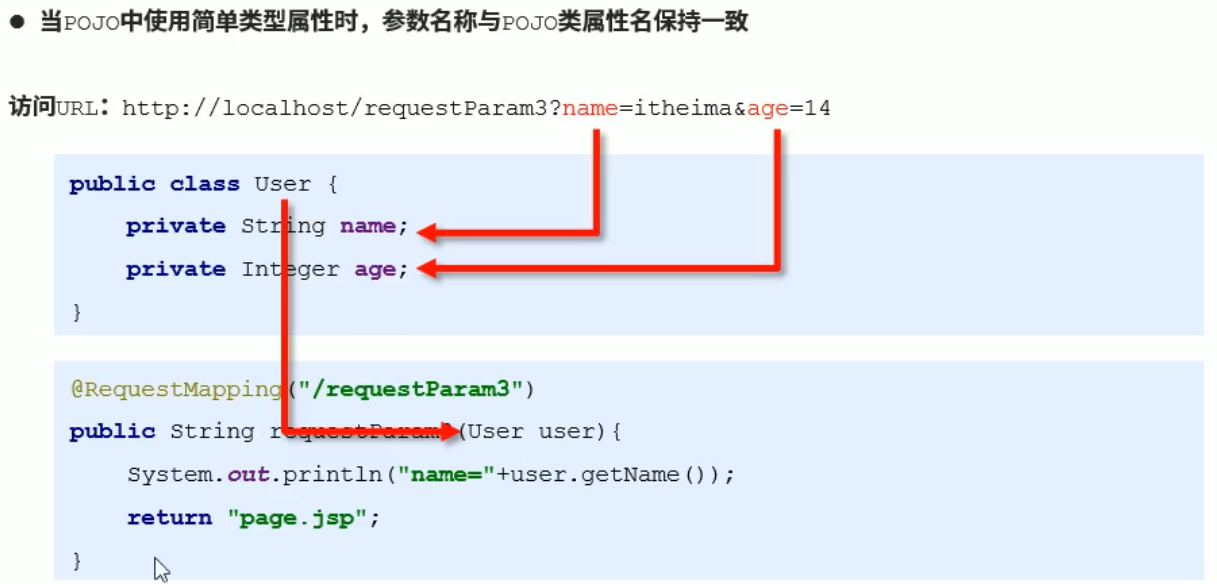 ● 当POJO中使用简单类型属性时，参数名称与POJO类属性名保持一致
访问URL：http://localhost/requestParam3?name=itheima&age=14
public class User {
    private String name;
    private Integer age;
}
@RequestMapping("/requestParam3")
public String requestParam3(User user){
    System.out.println("name="+user.getName());
    return "page.jsp";
}